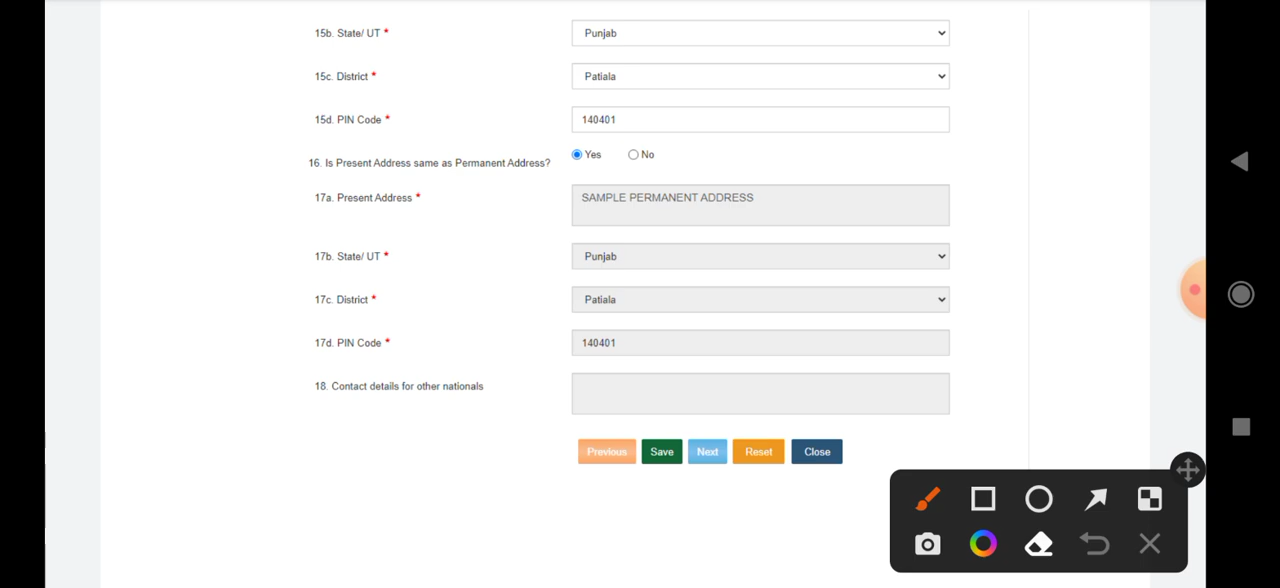 15b. State/ UT * Punjab
15c. District * Patiala
15d. PIN Code * 140401
16. Is Present Address same as Permanent Address? Yes No
17a. Present Address * SAMPLE PERMANENT ADDRESS
17b. State/ UT * Punjab
17c. District * Patiala
17d. PIN Code * 140401
18. Contact details for other nationals
Previous Save Next Reset Close